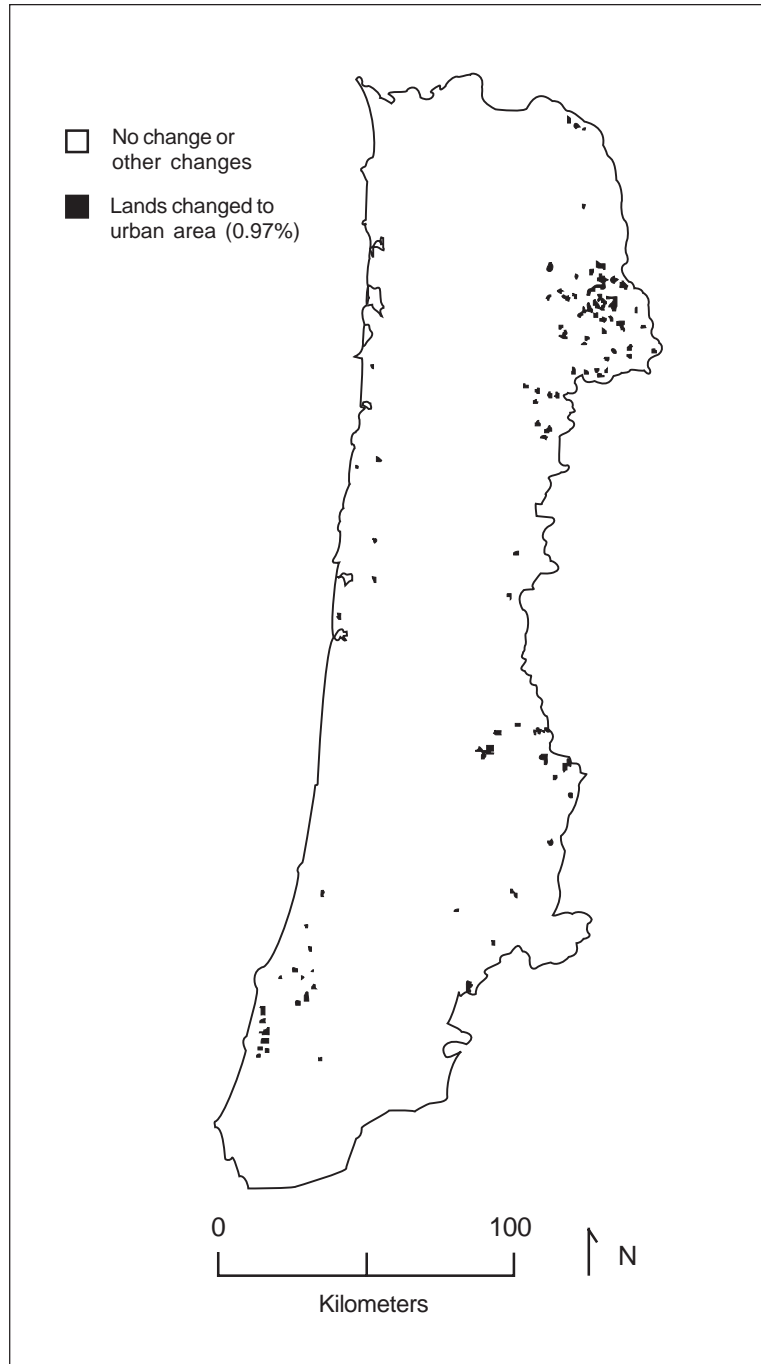 No change or
other changes
Lands changed to
urban area (0.97%)
0 100
N
Kilometers